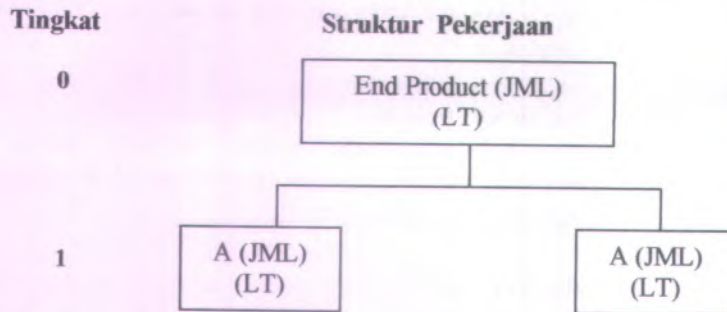 Tingkat
Struktur Pekerjaan
0
End Product (JML)
(LT)
1
A (JML)
(LT)
A (JML)
(LT)